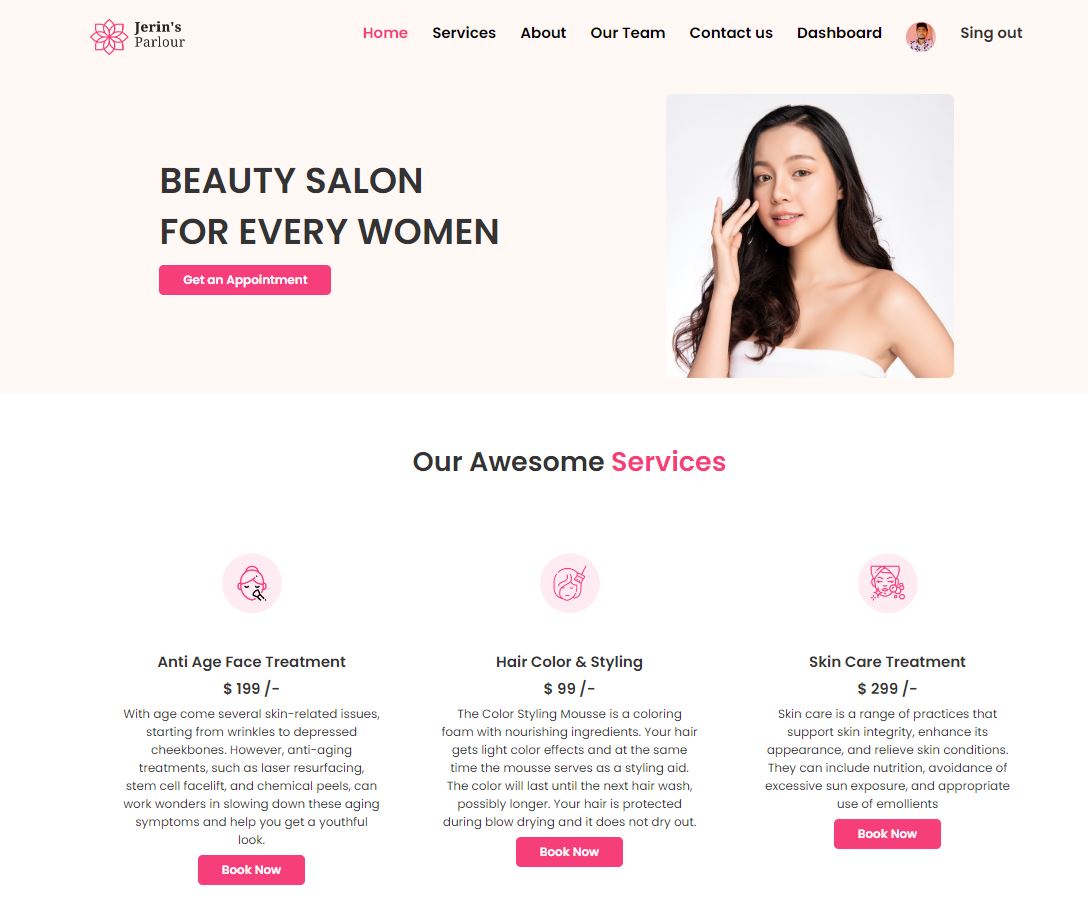 Jerin's
Parlour
Home Services About Our Team Contact us Dashboard Sing out
BEAUTY SALON
FOR EVERY WOMEN
Get an Appointment
Our Awesome Services
Anti Age Face Treatment
$ 199 /-
With age come several skin-related issues,
starting from wrinkles to depressed
cheekbones. However, anti-aging
treatments, such as laser resurfacing,
stem cell facelift, and chemical peels, can
work wonders in slowing down these aging
symptoms and help you get a youthful
look.
Book Now
Hair Color & Styling
$ 99 /-
The Color Styling Mousse is a coloring
foam with nourishing ingredients. Your hair
gets light color effects and at the same
time the mousse serves as a styling aid.
The color will last until the next hair wash,
possibly longer. Your hair is protected
during blow drying and it does not dry out.
Book Now
Skin Care Treatment
$ 299 /-
Skin care is a range of practices that
support skin integrity, enhance its
appearance, and relieve skin conditions.
They can include nutrition, avoidance of
excessive sun exposure, and appropriate
use of emollients
Book Now